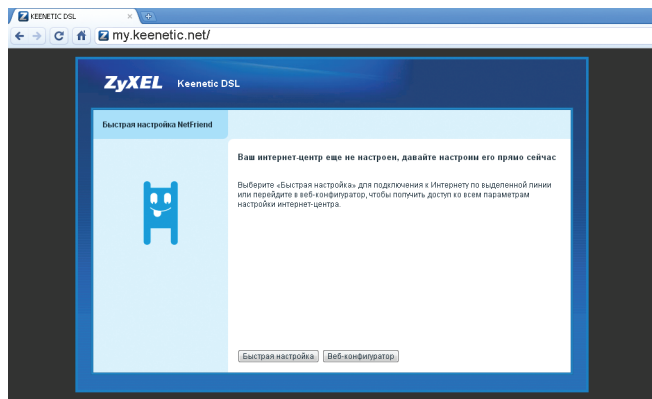 KEENETIC DSL
my.keenetic.net/
ZyXEL Keenetic DSL
Быстрая настройка NetFriend
Ваш интернет-центр еще не настроен, давайте настроим его прямо сейчас
Выберите «Быстрая настройка» для подключения к Интернету по выделенной линии
или перейдите в веб-конфигуратор, чтобы получить доступ ко всем параметрам
настройки интернет-центра.
Быстрая настройка Веб-конфигуратор